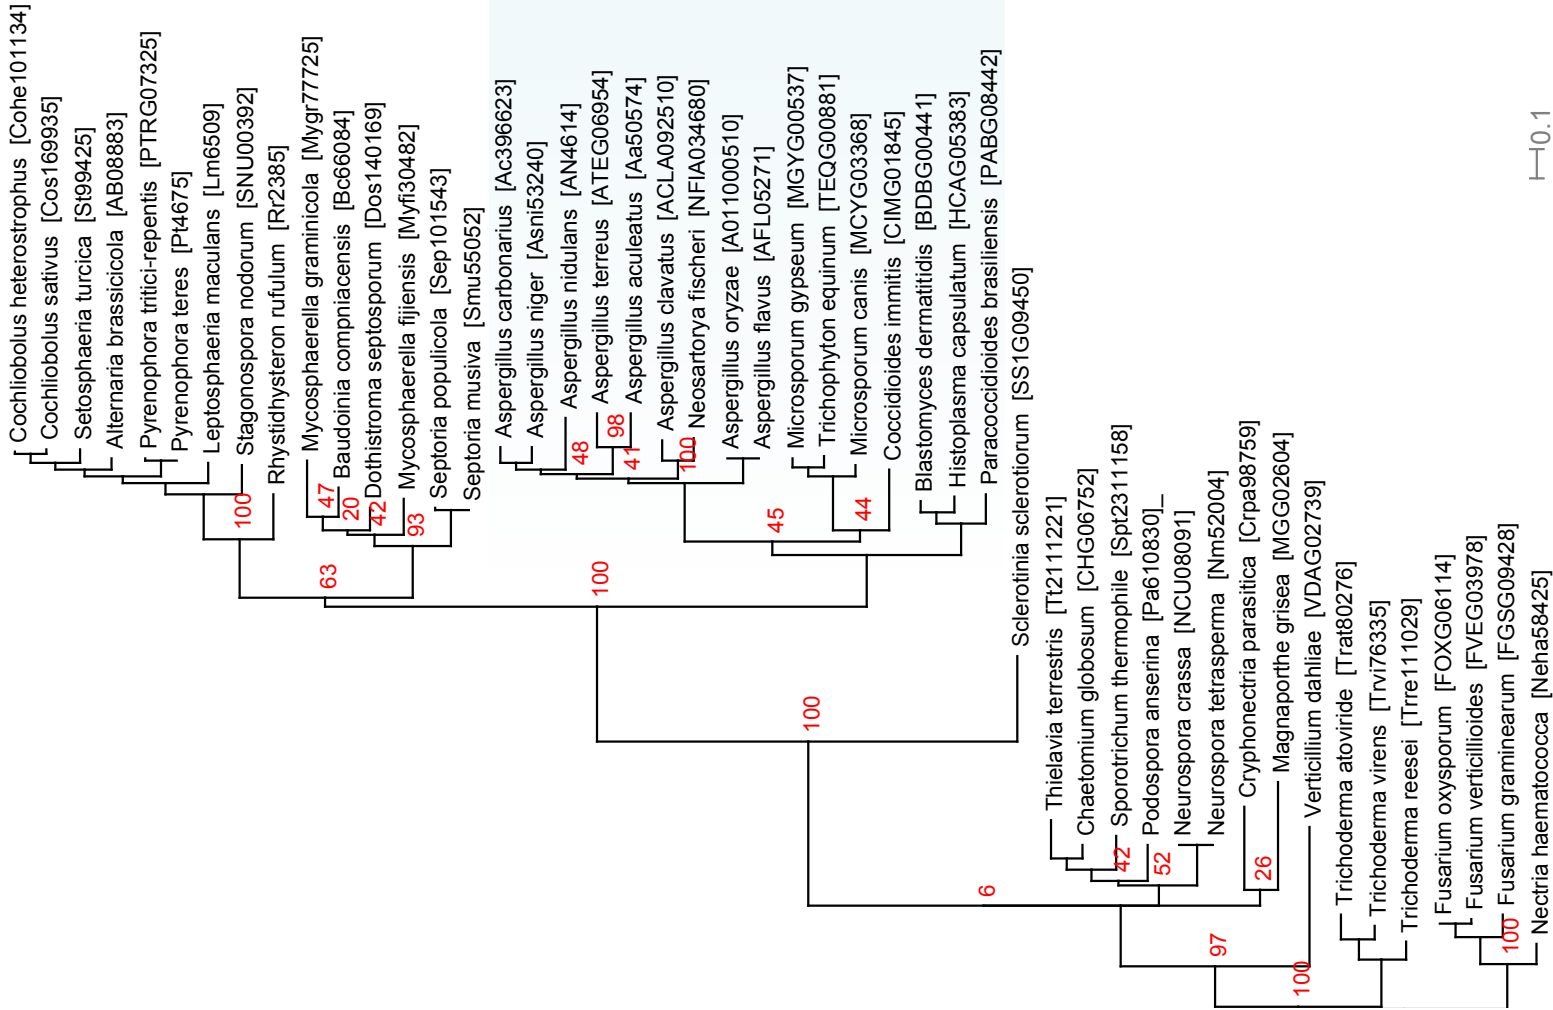 Cochliobolus heterostrophus [Cohe101134]
Cochliobolus sativus [Cos169935]
Setosphaeria turcica [St99425]
Alternaria brassicicola [AB08883]
Pyrenophora tritici-repentis [PTRG07325]
Pyrenophora teres [Pt4675]
Leptosphaeria maculans [Lm6509]
Stagonospora nodorum [SNU00392]
100
Rhystidhysteron rufulum [Rr2385]
Mycosphaerella graminicola [Mygr77725]
47
63
Baudoinia compniacensis [Bc66084]
20
Dothistroma septosporum [Dos140169]
42
Mycosphaerella fijiensis [Myfi30482]
93
Septoria populicola [Sep101543]
Septoria musiva [Smu55052]
Aspergillus carbonarius [Ac396623]
Aspergillus niger [Asni53240]
Aspergillus nidulans [AN4614]
48
100
Aspergillus terreus [ATEG06954]
98
Aspergillus aculeatus [Aa50574]
41
Aspergillus clavatus [ACLA092510]
100
Neosartorya fischeri [NFIA034680]
Aspergillus oryzae [A011000510]
Aspergillus flavus [AFL05271]
45
Microsporum gypseum [MGYG00537]
100
Trichophyton equinum [TEQG00881]
Microsporum canis [MCYG03368]
44
Coccidioides immitis [CIMG01845]
Blastomyces dermatitidis [BDBG00441]
Histoplasma capsulatum [HCAG05383]
Paracoccidioides brasiliensis [PABG08442]
6
Sclerotinia sclerotiorum [SS1G09450]
Thielavia terrestris [Tt2111221]
Chaetomium globosum [CHG06752]
Sporotrichum thermophile [Spt2311158]
42
Podospora anserina [Pa610830]_
52
Neurospora crassa [NCU08091]
Neurospora tetrasperma [Nm52004]
97
Cryphonectria parasitica [Crpa98759]
26
Magnaporthe grisea [MGG02604]
100
Verticillium dahliae [VDAG02739]
Trichoderma atoviride [Trat80276]
Trichoderma virens [Trvi76335]
Trichoderma reesei [Trre111029]
Fusarium oxysporum [FOXG06114]
Fusarium verticillioides [FVEG03978]
Fusarium graminearum [FGSG09428]
100
Nectria haematococca [Neha58425]
0.1